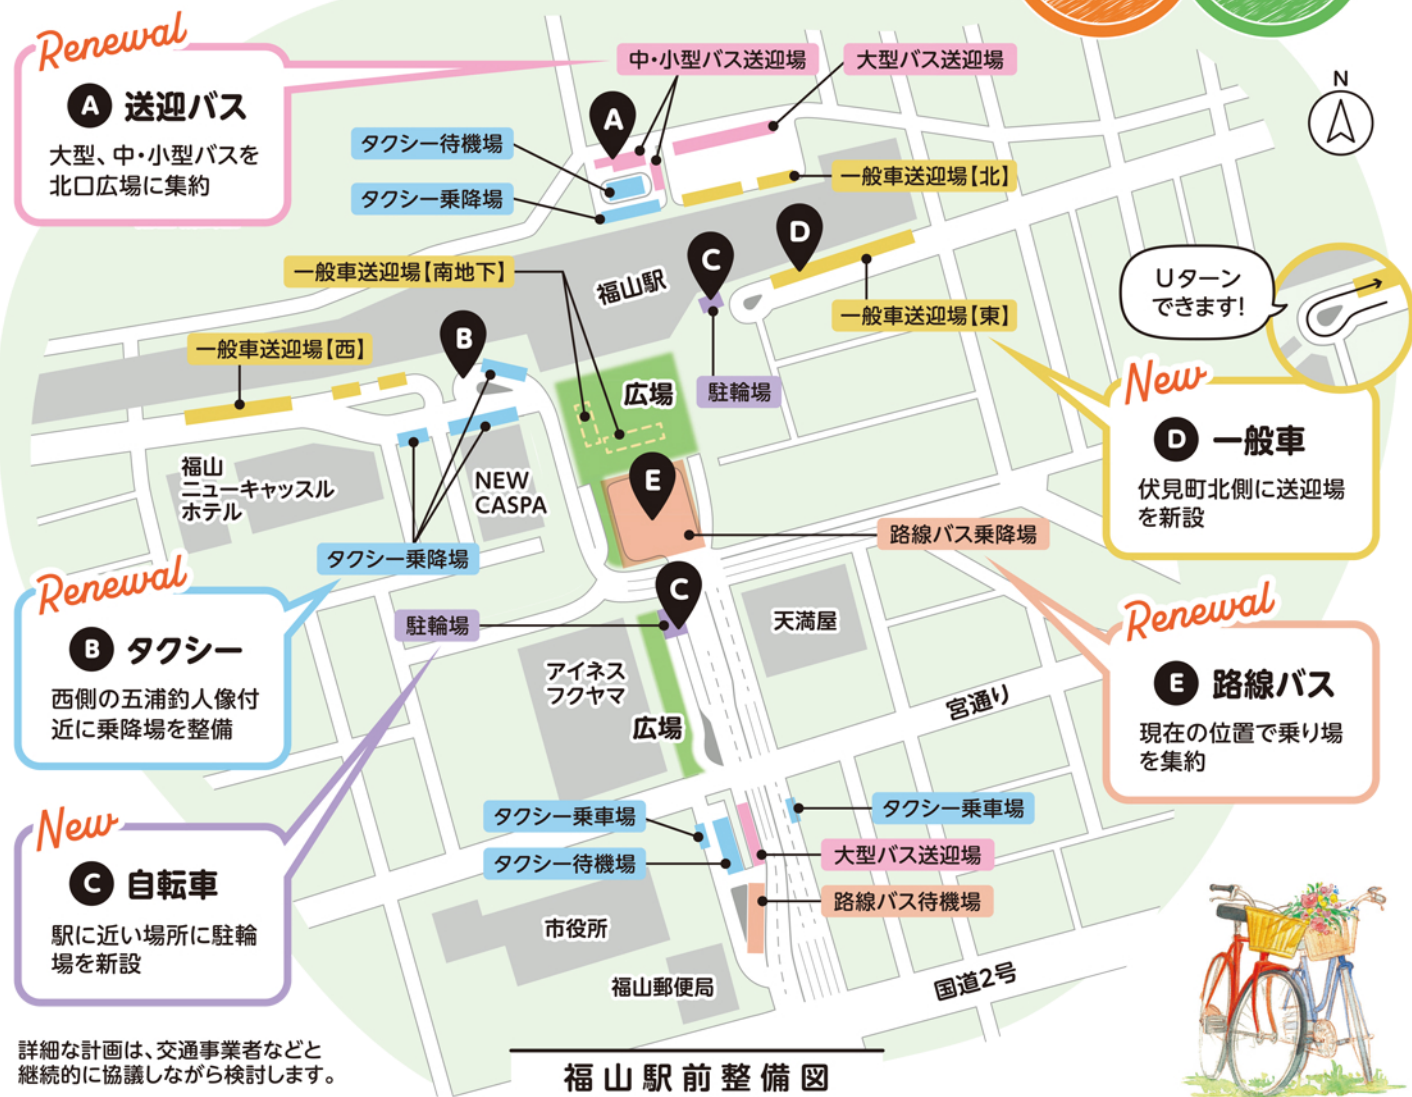 Renewal
A 送迎バス
大型、中・小型バスを
北口広場に集約
中・小型バス送迎場
大型バス送迎場
N
A
タクシー待機場
タクシー乗降場
一般車送迎場【北】
D
C
福山駅
一般車送迎場【南地下】
一般車送迎場【東】
Uターン
できます!
B
一般車送迎場【西】
広場
駐輪場
New
D 一般車
伏見町北側に送迎場
を新設
福山
ニューキャッスル
ホテル
NEW
CASPA
E
路線バス乗降場
タクシー乗降場
Renewal
B タクシー
西側の五浦釣人像付
近に乗降場を整備
C
駐輪場
天満屋
アイネス
フクヤマ
広場
宮通り
Renewal
E 路線バス
現在の位置で乗り場
を集約
New
C 自転車
駅に近い場所に駐輪
場を新設
タクシー乗車場
タクシー待機場
タクシー乗車場
大型バス送迎場
路線バス待機場
市役所
福山郵便局
国道2号
詳細な計画は、交通事業者などと
継続的に協議しながら検討します。
福山駅前整備図